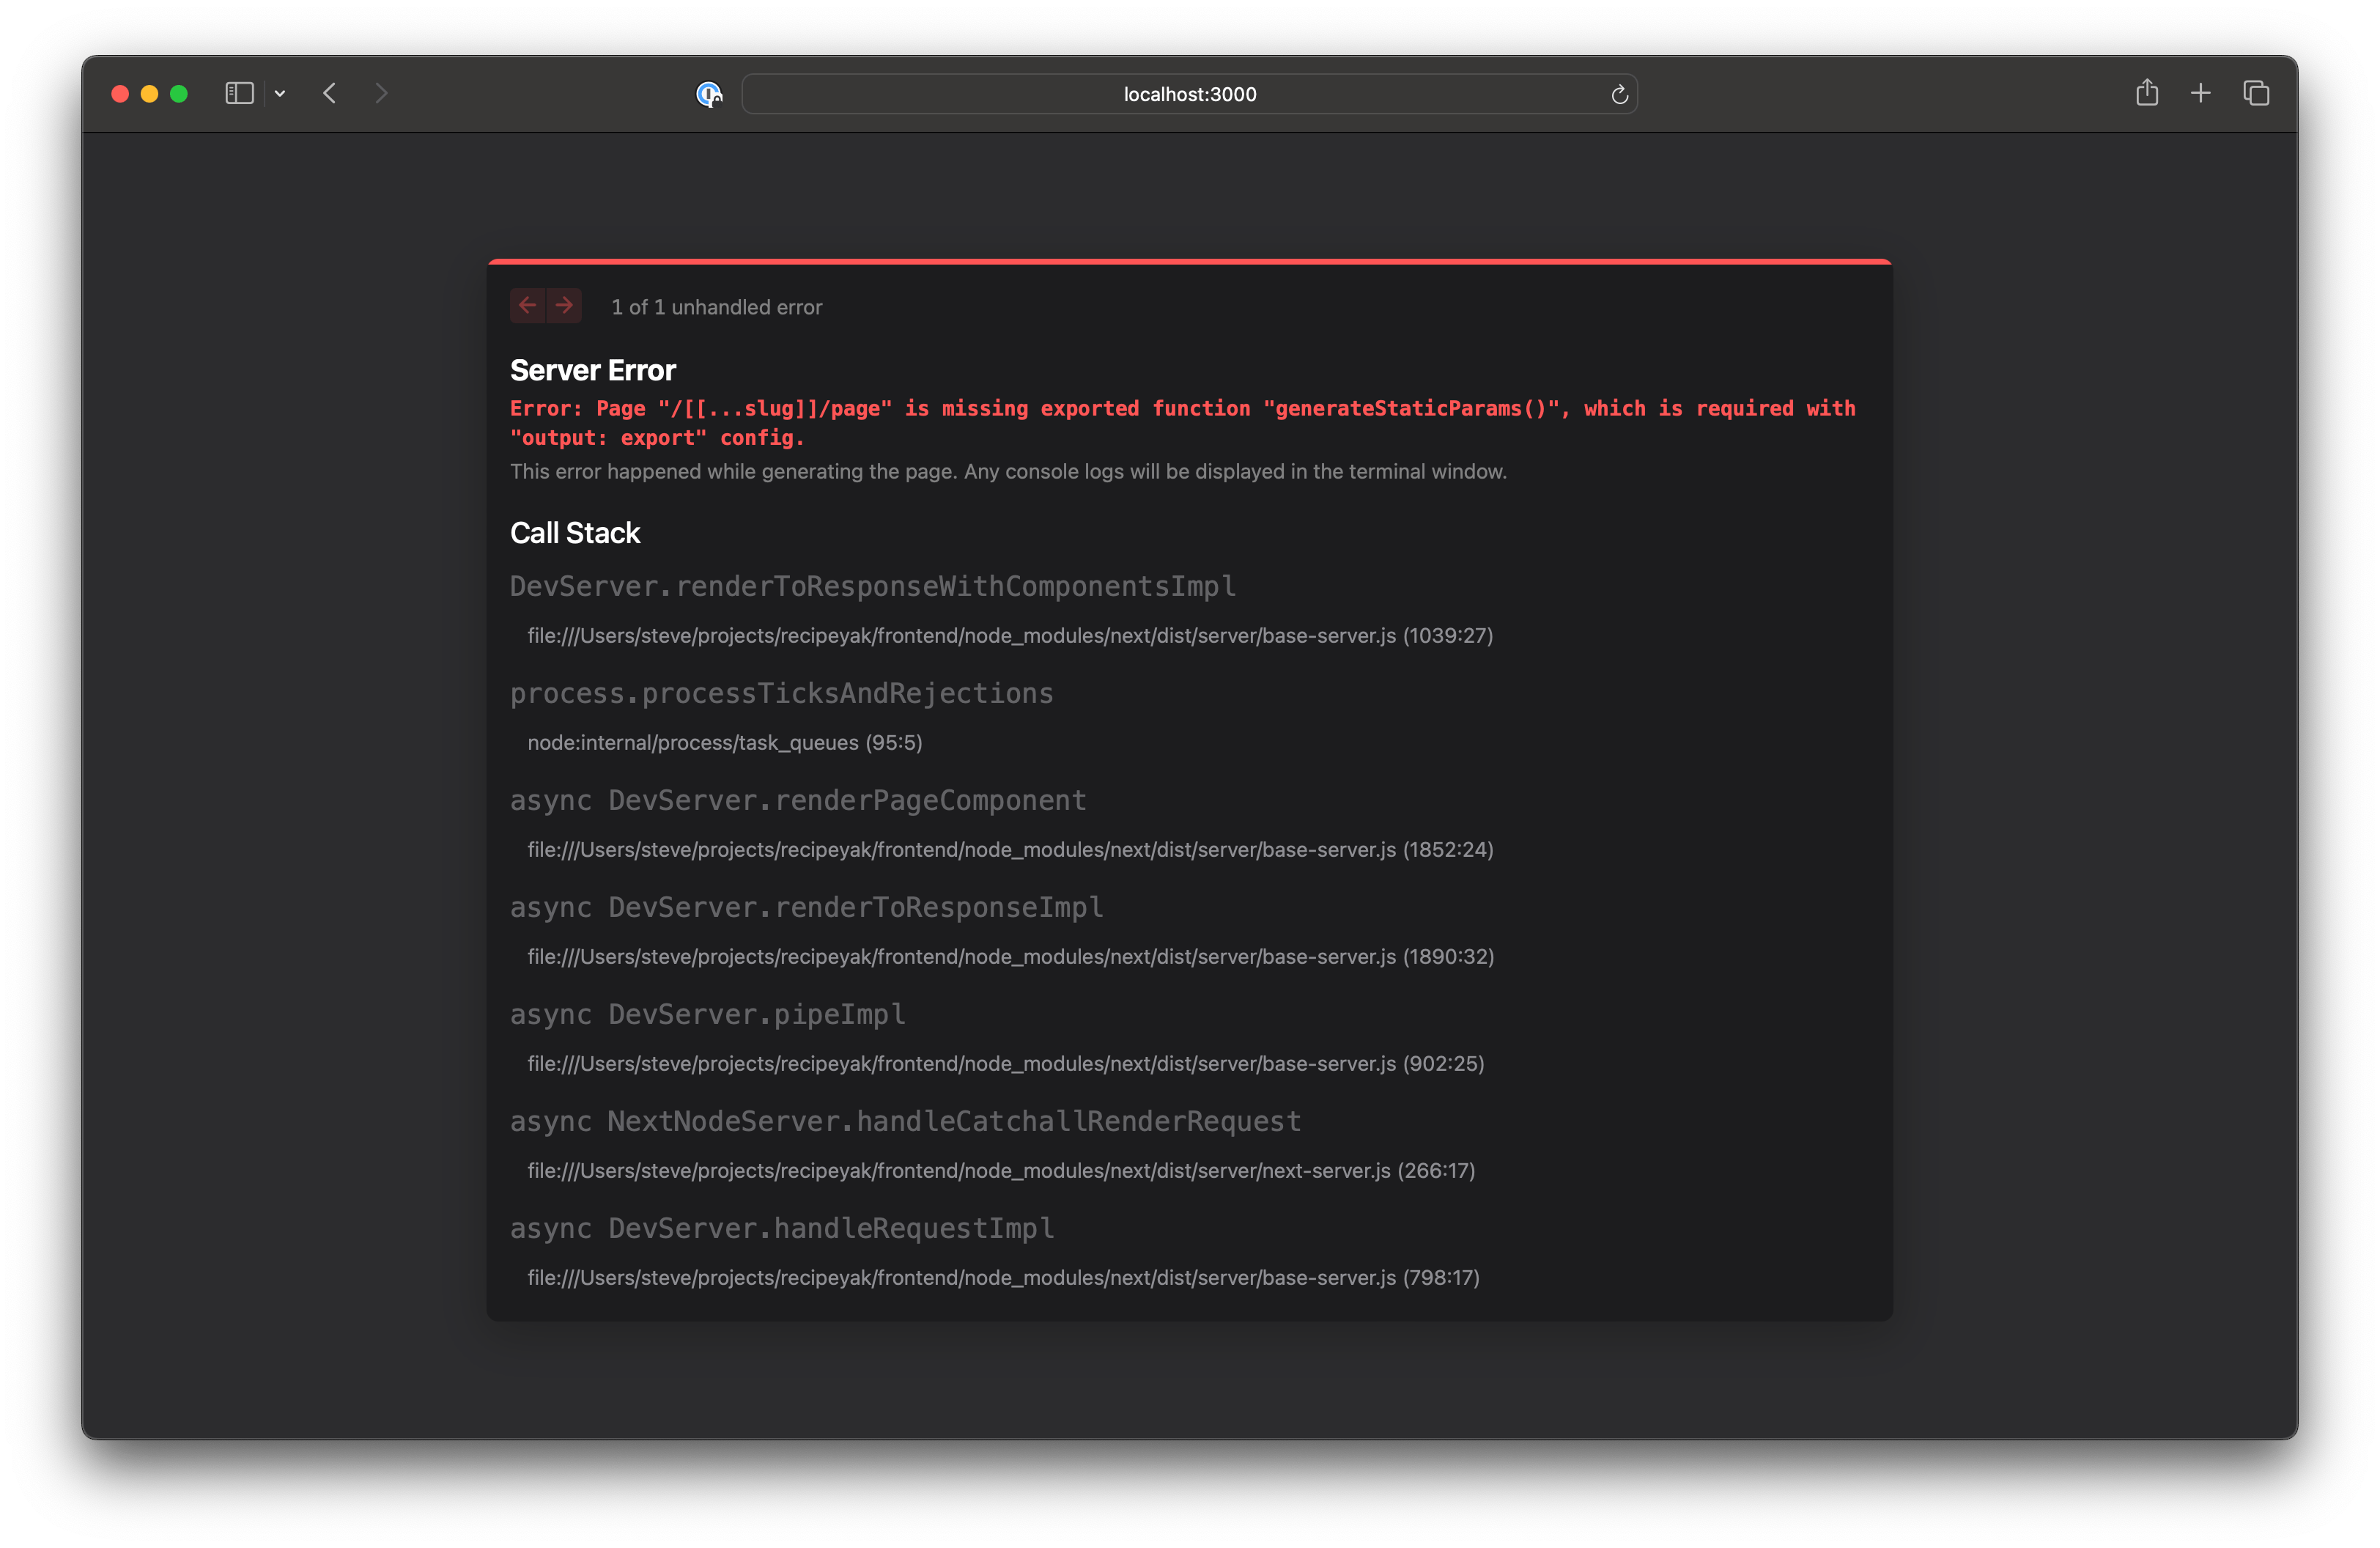 localhost:3000
1 of 1 unhandled error
Server Error
Error: Page "/[[...slug]]/page" is missing exported function "generateStaticParams()", which is required with
"output: export" config.
This error happened while generating the page. Any console logs will be displayed in the terminal window.
Call Stack
DevServer.renderToResponseWithComponentsImpl
file:///Users/steve/projects/recipeyak/frontend/node_modules/next/dist/server/base-server.js (1039:27)
process.processTicksAndRejections
node:internal/process/task_queues (95:5)
async DevServer.renderPageComponent
file:///Users/steve/projects/recipeyak/frontend/node_modules/next/dist/server/base-server.js (1852:24)
async DevServer.renderToResponseImpl
file:///Users/steve/projects/recipeyak/frontend/node_modules/next/dist/server/base-server.js (1890:32)
async DevServer.pipeImpl
file:///Users/steve/projects/recipeyak/frontend/node_modules/next/dist/server/base-server.js (902:25)
async NextNodeServer.handleCatchallRenderRequest
file:///Users/steve/projects/recipeyak/frontend/node_modules/next/dist/server/next-server.js (266:17)
async DevServer.handleRequestImpl
file:///Users/steve/projects/recipeyak/frontend/node_modules/next/dist/server/base-server.js (798:17)